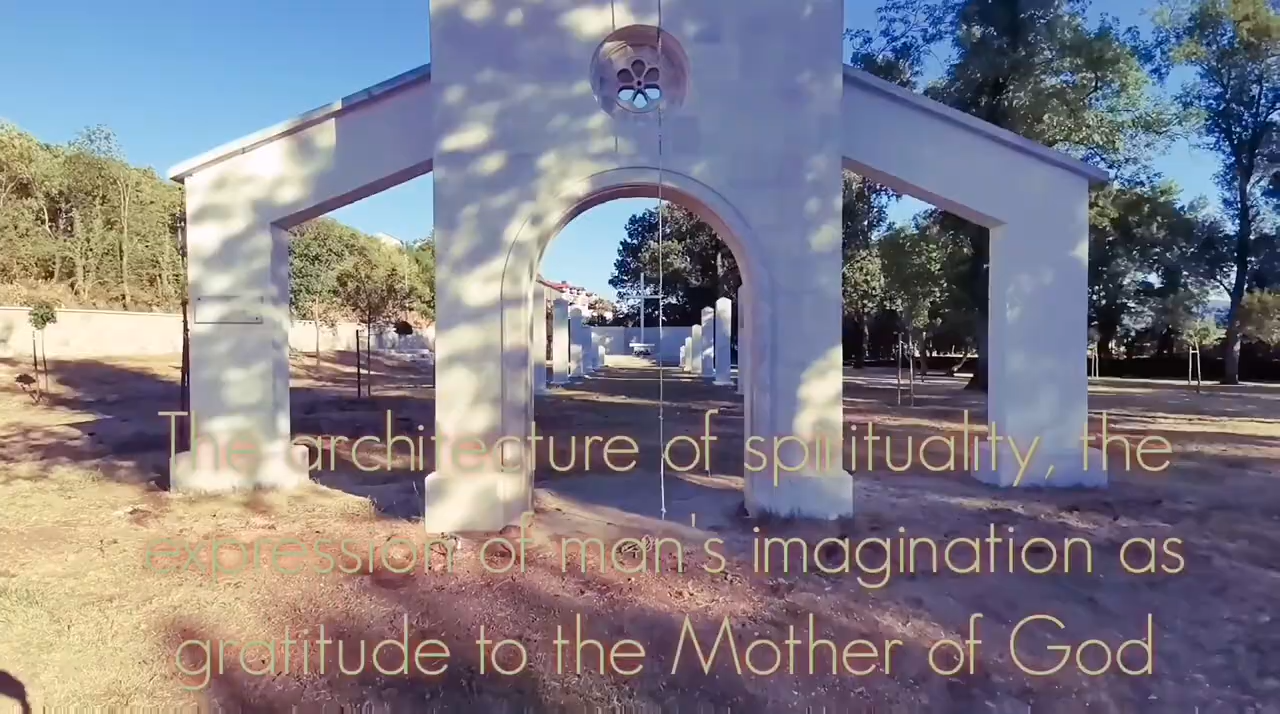 The architecture of spirituality, the
expression of man's imagination as
gratitude to the Mother of God